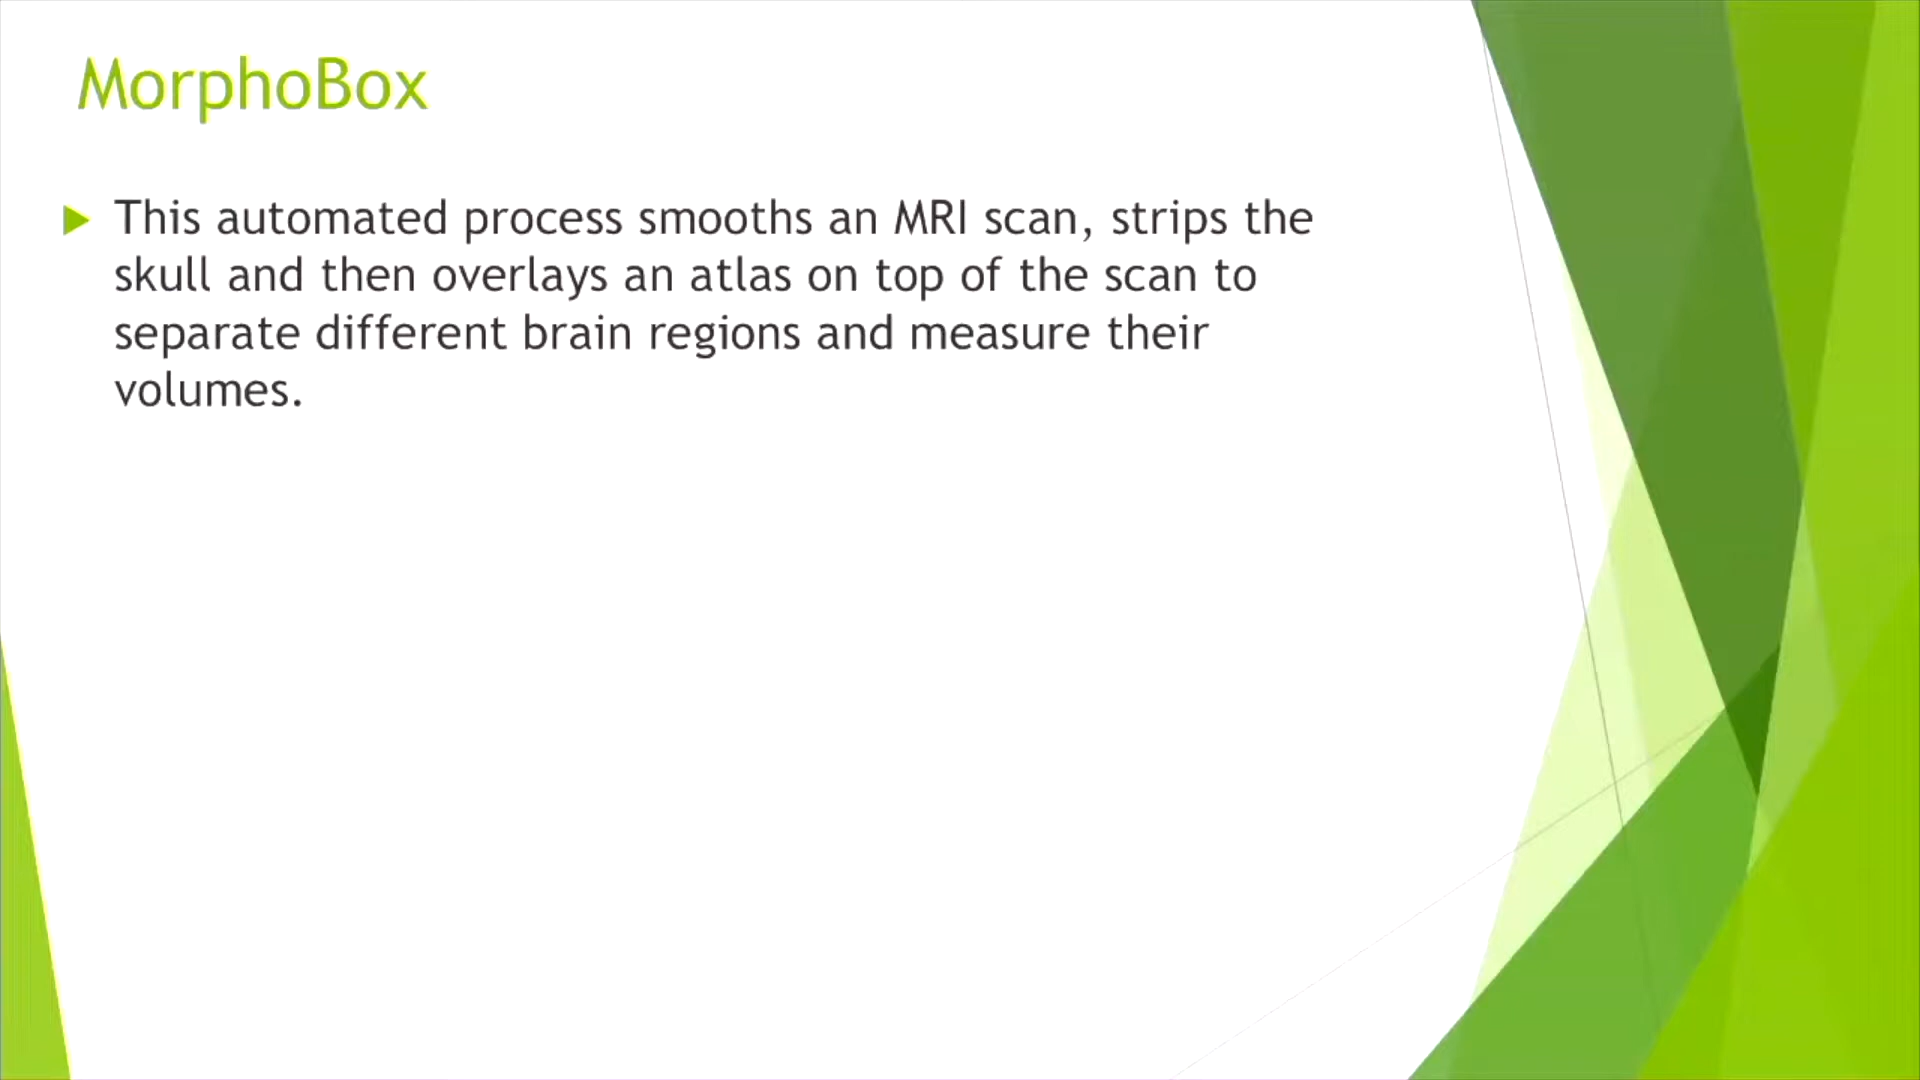 MorphoBox
This automated process smooths an MRI scan, strips the
skull and then overlays an atlas on top of the scan to
separate different brain regions and measure their
volumes.